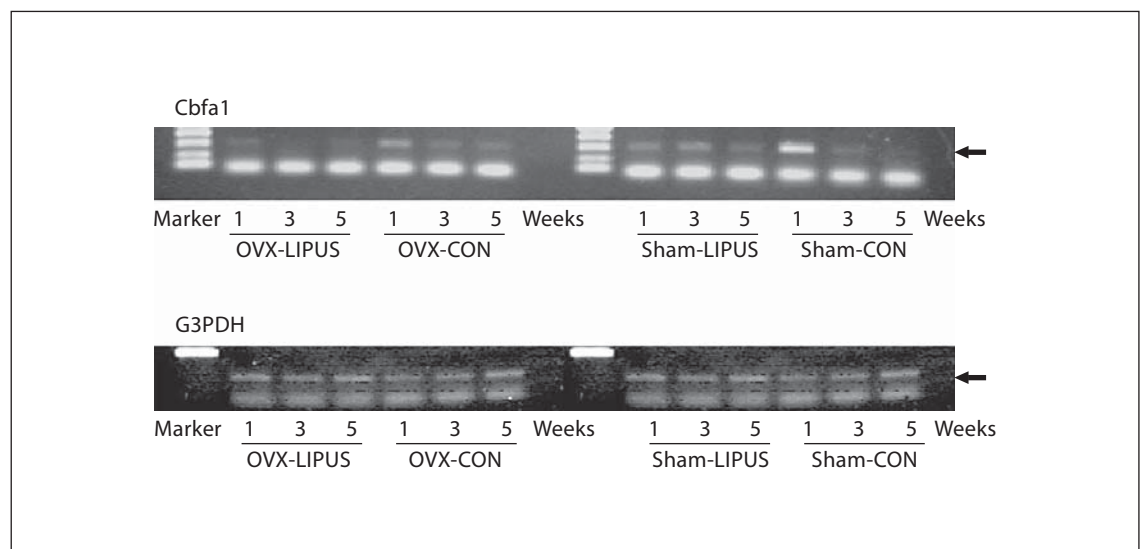 Cbfa1
Marker 1 3 5 1 3 5 Weeks 1 3 5 1 3 5 Weeks
OVX-LIPUS OVX-CON Sham-LIPUS Sham-CON
G3PDH
Marker 1 3 5 1 3 5 Weeks 1 3 5 1 3 5 Weeks
OVX-LIPUS OVX-CON Sham-LIPUS Sham-CON